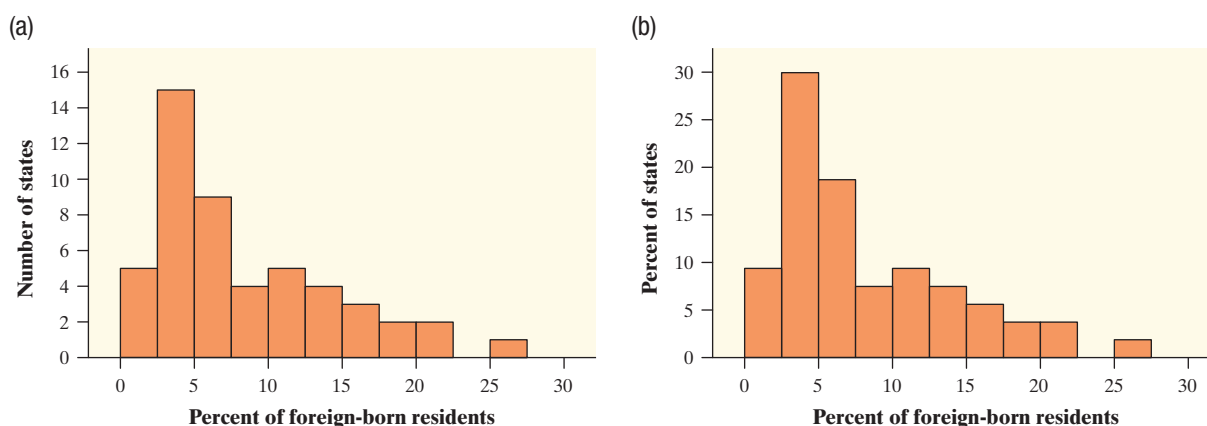 (a)
16
14
12
10
8
6
4
2
0
Number of states
0 5 10 15 20 25 30
Percent of foreign-born residents
(b)
30
25
20
15
10
5
0
Percent of states
0 5 10 15 20 25 30
Percent of foreign-born residents